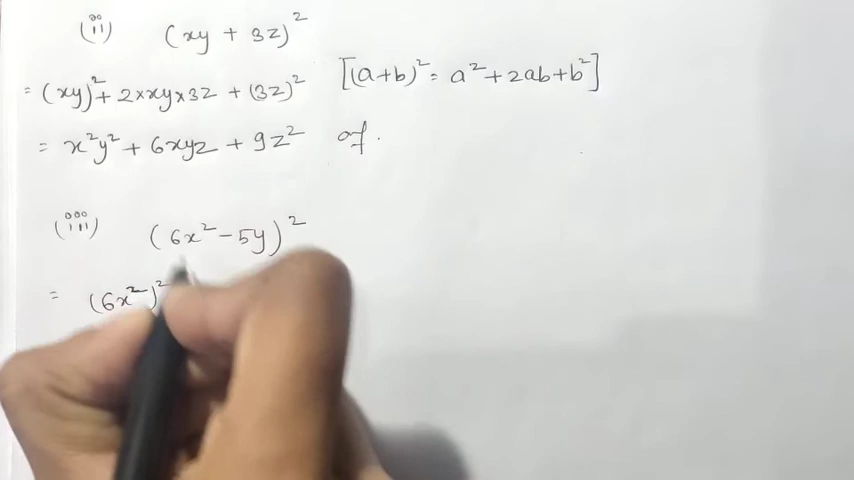 (ii) (xy + 3z)²
= (xy)² + 2×xy×3z + (3z)² [(a+b)² = a² + 2ab + b²]
= x²y² + 6xyz + 9z²
(iii) (6x² - 5y)²
= (6x²)²